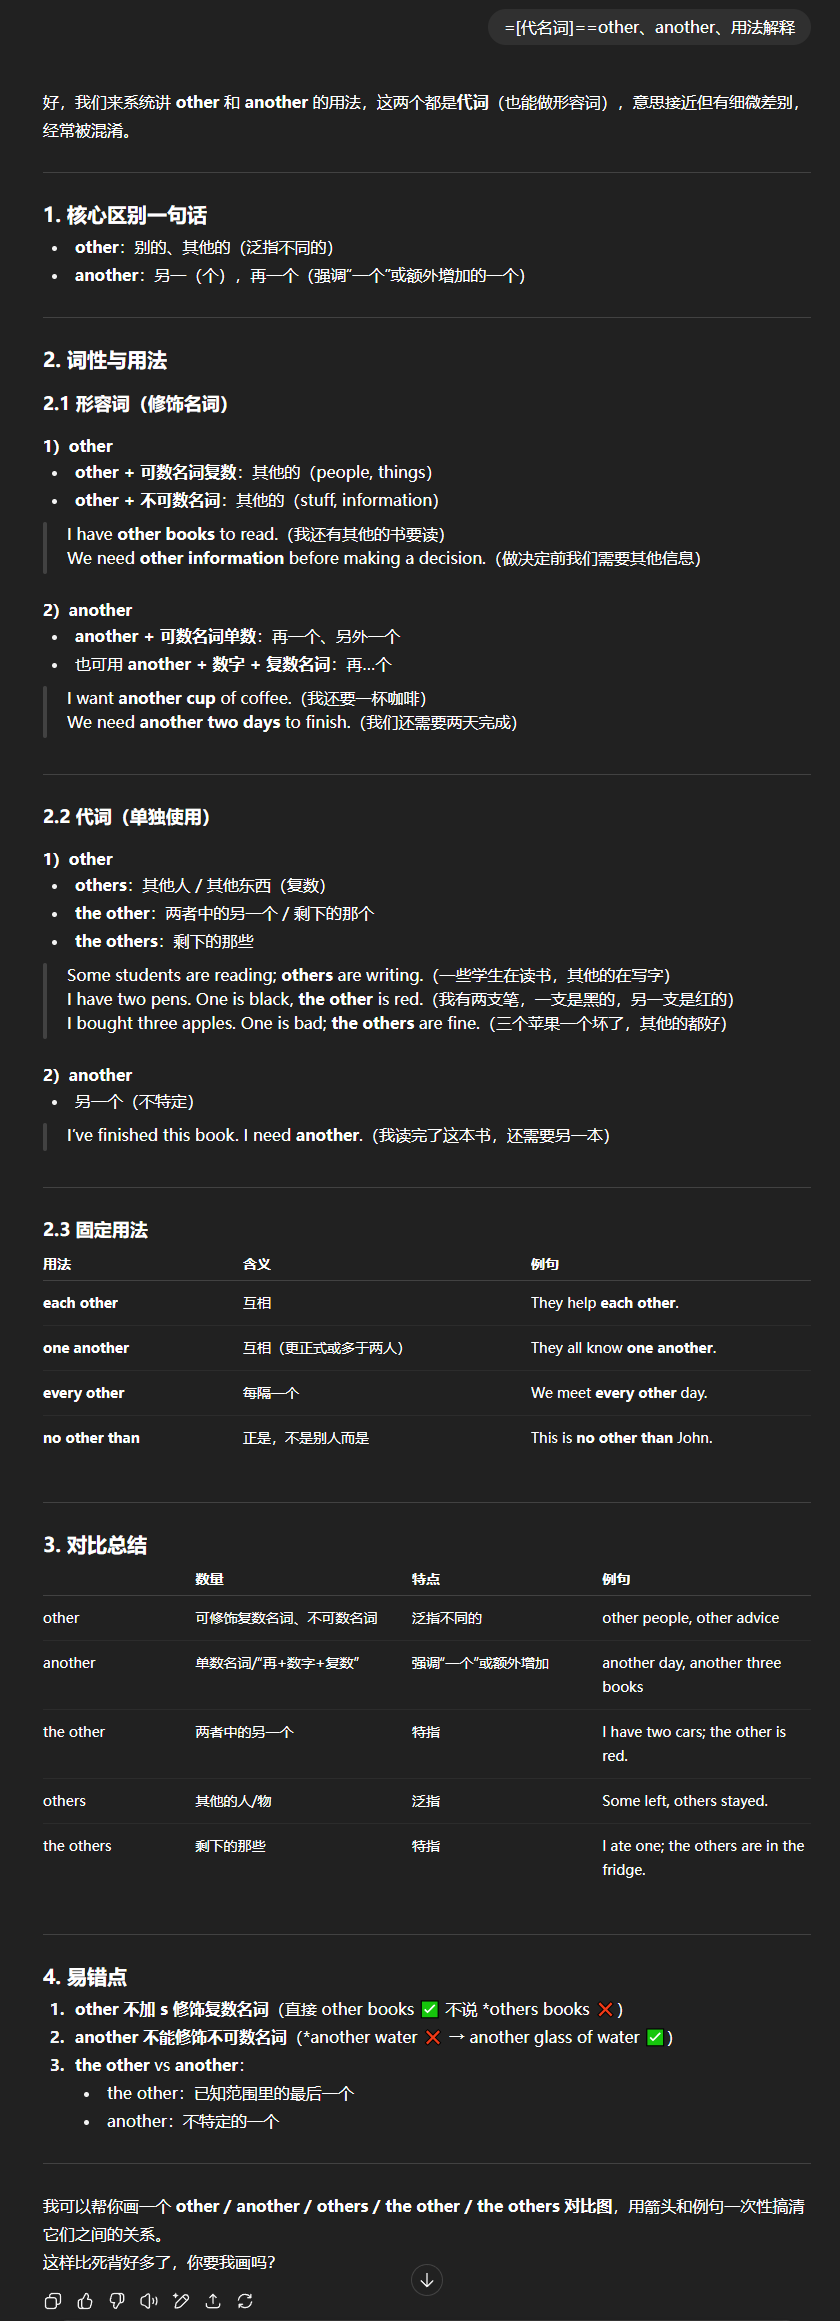 =[代名词]==other、another、用法解释
好，我们来系统讲 other 和 another 的用法，这两个都是代词（也能做形容词），意思接近但有细微差别，
经常被混淆。
1. 核心区别一句话
• other：别的、其他的（泛指不同的）
• another：另一（个），再一个（强调“一个”或额外增加的一个）
2. 词性与用法
2.1 形容词（修饰名词）
1）other
• other + 可数名词复数：其他的（people, things）
• other + 不可数名词：其他的（stuff, information）
I have other books to read.（我还有其他的书要读）
We need other information before making a decision.（做决定前我们需要其他信息）
2）another
• another + 可数名词单数：再一个、另外一个
• 也可用 another + 数字 + 复数名词：再…个
I want another cup of coffee.（我还要一杯咖啡）
We need another two days to finish.（我们还需要两天完成）
2.2 代词（单独使用）
1）other
• others：其他人 / 其他东西（复数）
• the other：两者中的另一个 / 剩下的那个
• the others：剩下的那些
Some students are reading; others are writing.（一些学生在读书，其他的在写字）
I have two pens. One is black, the other is red.（我有两支笔，一支是黑的，另一支是红的）
I bought three apples. One is bad; the others are fine.（三个苹果一个坏了，其他的都好）
2）another
• 另一个（不特定）
I’ve finished this book. I need another.（我读完了这本书，还需要另一本）
2.3 固定用法
用法 含义 例句
each other 互相 They help each other.
one another 互相（更正式或多于两人） They all know one another.
every other 每隔一个 We meet every other day.
no other than 正是，不是别人而是 This is no other than John.
3. 对比总结
数量 特点 例句
other 可修饰复数名词、不可数名词 泛指不同的 other people, other advice
another 单数名词/“再+数字+复数” 强调“一个”或额外增加 another day, another three
books
the other 两者中的另一个 特指 I have two cars; the other is
red.
others 其他的人/物 泛指 Some left, others stayed.
the others 剩下的那些 特指 I ate one; the others are in the
fridge.
4. 易错点
1. other 不加 s 修饰复数名词（直接 other books ✅ 不说 *others books ❌）
2. another 不能修饰不可数名词（*another water ❌ → another glass of water ✅）
3. the other vs another：
• the other：已知范围里的最后一个
• another：不特定的一个
我可以帮你画一个 other / another / others / the other / the others 对比图，用箭头和例句一次性搞清
它们之间的关系。
这样比死背好多了，你要我画吗？